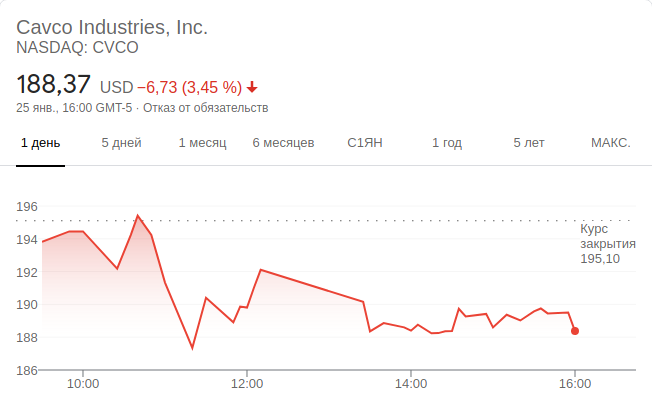 Cavco Industries, Inc.
NASDAQ: CVCO
188,37 USD −6,73 (3,45 %)
25 янв., 16:00 GMT-5 · Отказ от обязательств
1 день 5 дней 1 месяц 6 месяцев С1ЯН 1 год 5 лет МАКС.
196
Курс
закрытия
195,10
194
192
190
188
186
10:00 12:00 14:00 16:00